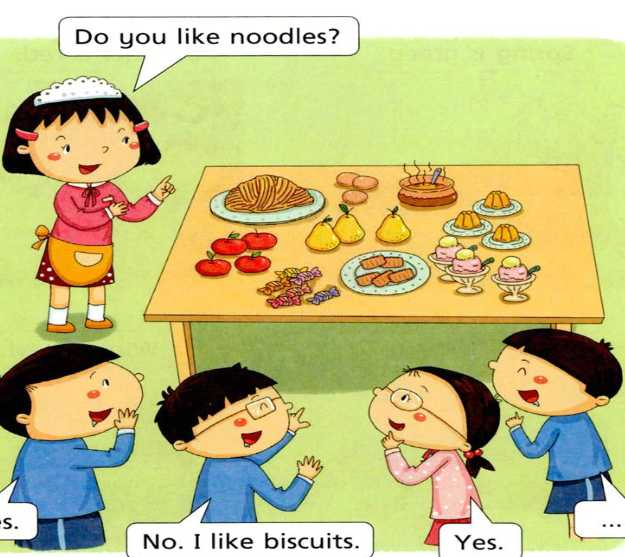 Do you like noodles?
s.
No. I like biscuits.
Yes.
...